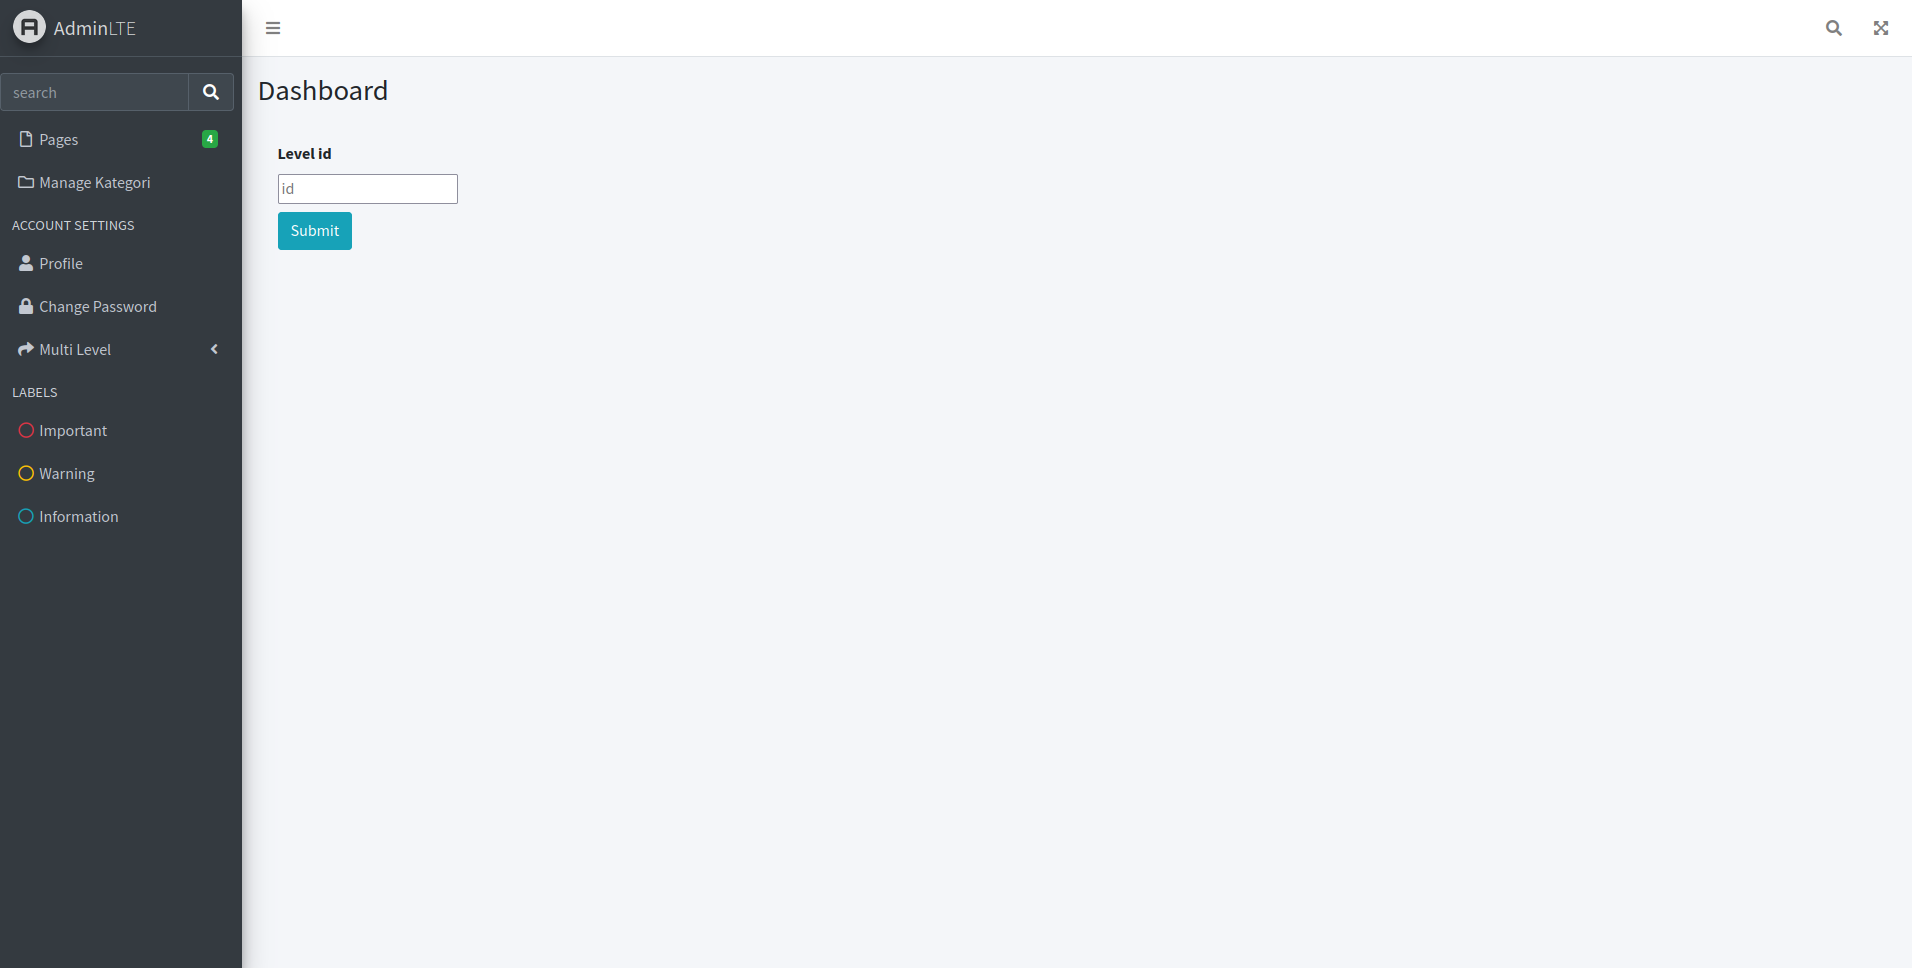 AdminLTE
search
Pages 4
Manage Kategori
ACCOUNT SETTINGS
Profile
Change Password
Multi Level
LABELS
Important
Warning
Information
Dashboard
Level id
id
Submit